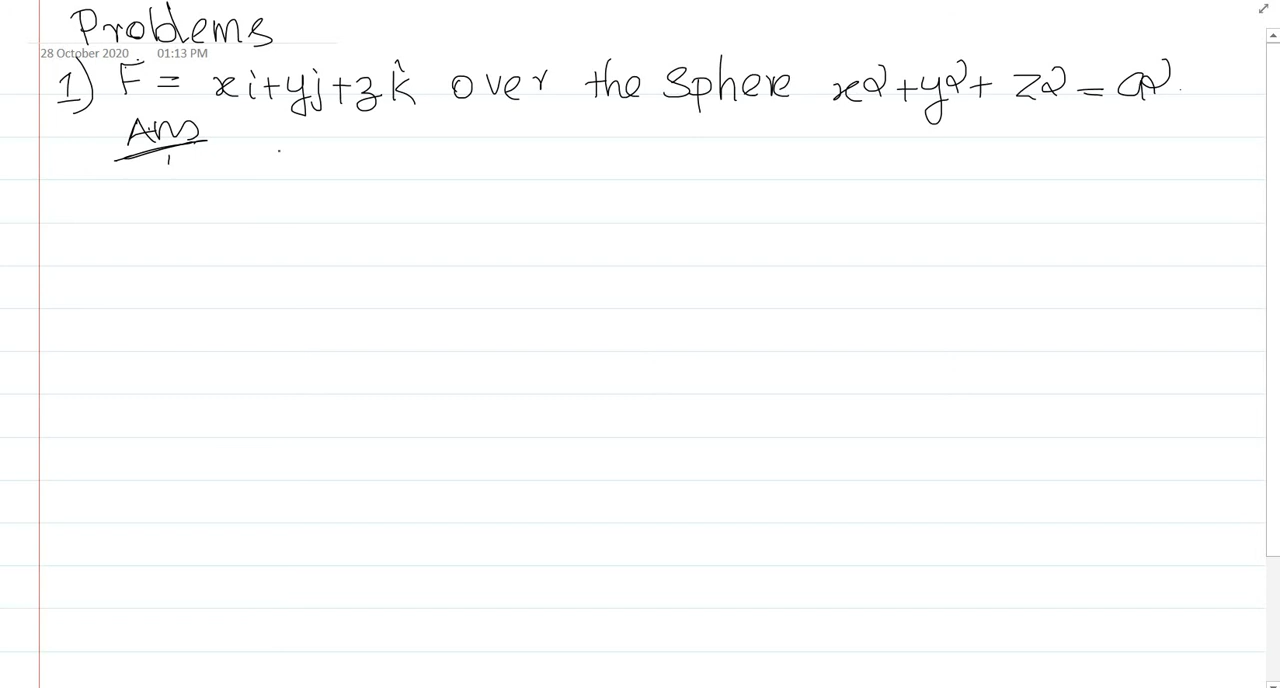 Problems
28 October 2020 01:13 PM
1) F = xi+yj+zk̂ over the sphere x²+y²+ z² = a².
Ans